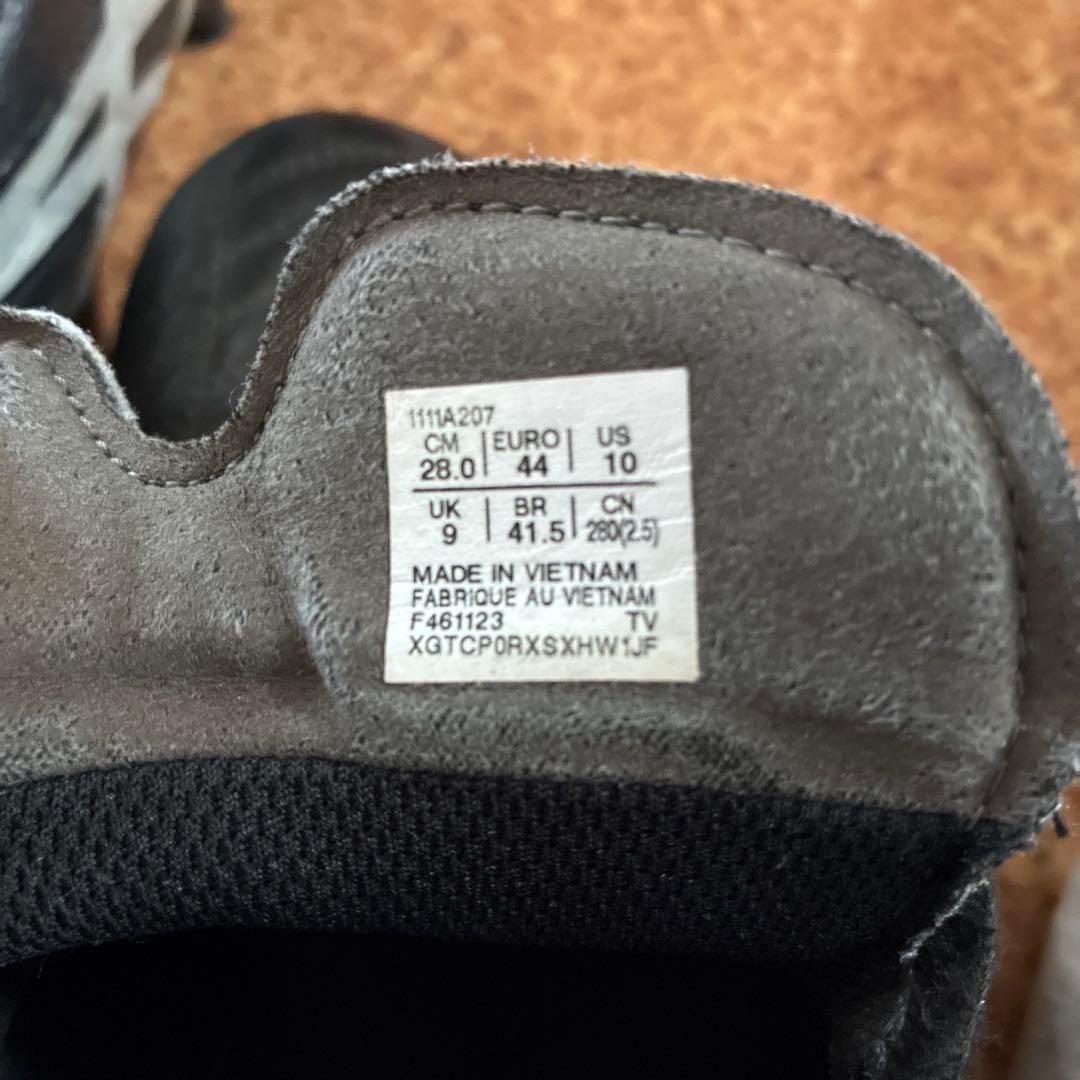 1111A207
CM | EURO | US
28.0 | 44 | 10
UK | BR | CN
9 | 41.5 | 280(2.5)
MADE IN VIETNAM
FABRIQUE AU VIETNAM
F461123 TV
XGTCP0RXSXHW1JF